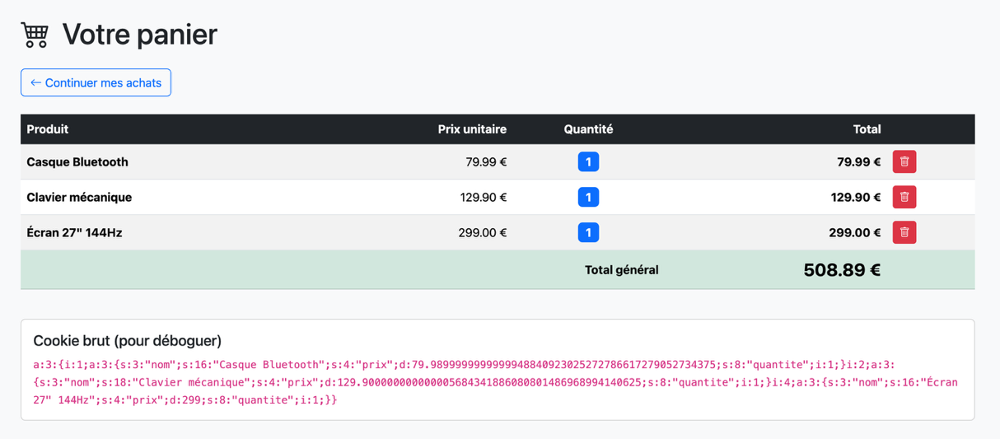 Votre panier
← Continuer mes achats
Produit Prix unitaire Quantité Total
Casque Bluetooth 79.99 € 1 79.99 €
Clavier mécanique 129.90 € 1 129.90 €
Écran 27" 144Hz 299.00 € 1 299.00 €
Total général 508.89 €
Cookie brut (pour déboguer)
a:3:{i:1;a:3:{s:3:"nom";s:16:"Casque Bluetooth";s:4:"prix";d:79.9899999999999948840923025272786617279052734375;s:8:"quantite";i:1;}i:2;a:3:
{s:3:"nom";s:18:"Clavier mécanique";s:4:"prix";d:129.900000000000005684341886080801486968994140625;s:8:"quantite";i:1;}i:4;a:3:{s:3:"nom";s:16:"Écran
27" 144Hz";s:4:"prix";d:299;s:8:"quantite";i:1;}}